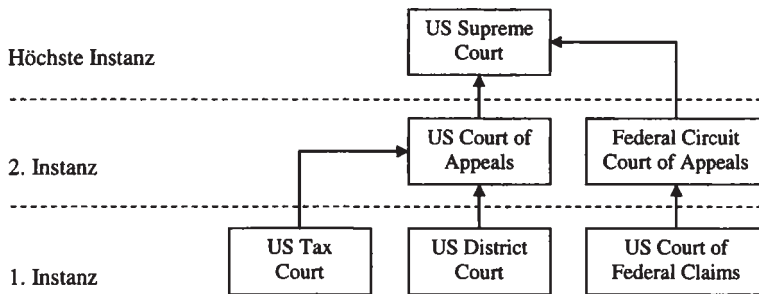 Höchste Instanz
US Supreme
Court
2. Instanz
US Court of
Appeals
Federal Circuit
Court of Appeals
1. Instanz
US Tax
Court
US District
Court
US Court of
Federal Claims